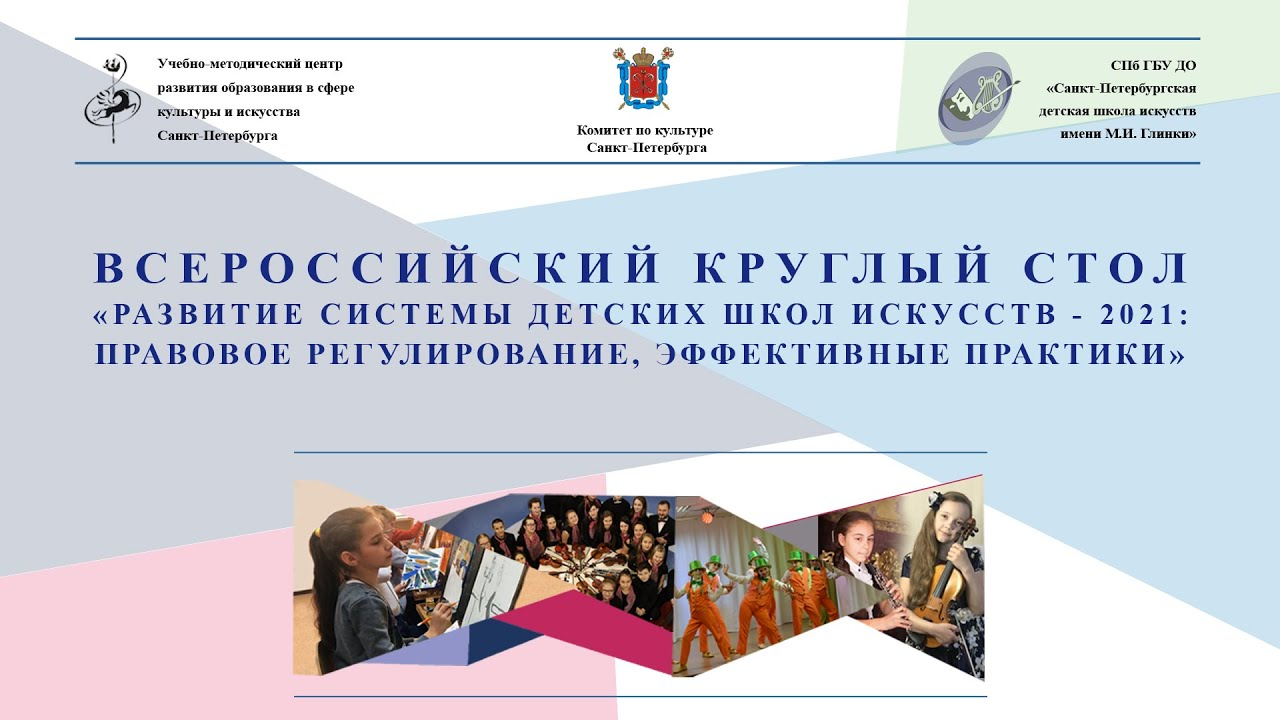 Учебно-методический центр
развития образования в сфере
культуры и искусства
Санкт-Петербурга
Комитет по культуре
Санкт-Петербурга
СПб ГБУ ДО
«Санкт-Петербургская
детская школа искусств
имени М.И. Глинки»
ВСЕРОССИЙСКИЙ КРУГЛЫЙ СТОЛ
«РАЗВИТИЕ СИСТЕМЫ ДЕТСКИХ ШКОЛ ИСКУССТВ - 2021:
ПРАВОВОЕ РЕГУЛИРОВАНИЕ, ЭФФЕКТИВНЫЕ ПРАКТИКИ»